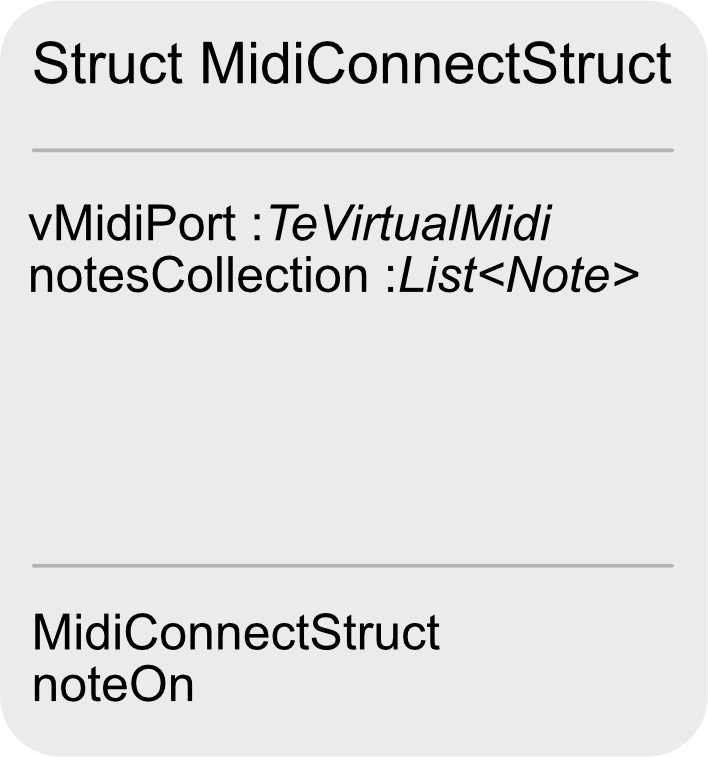 Struct MidiConnectStruct
vMidiPort :TeVirtualMidi
notesCollection :List<Note>
MidiConnectStruct
noteOn